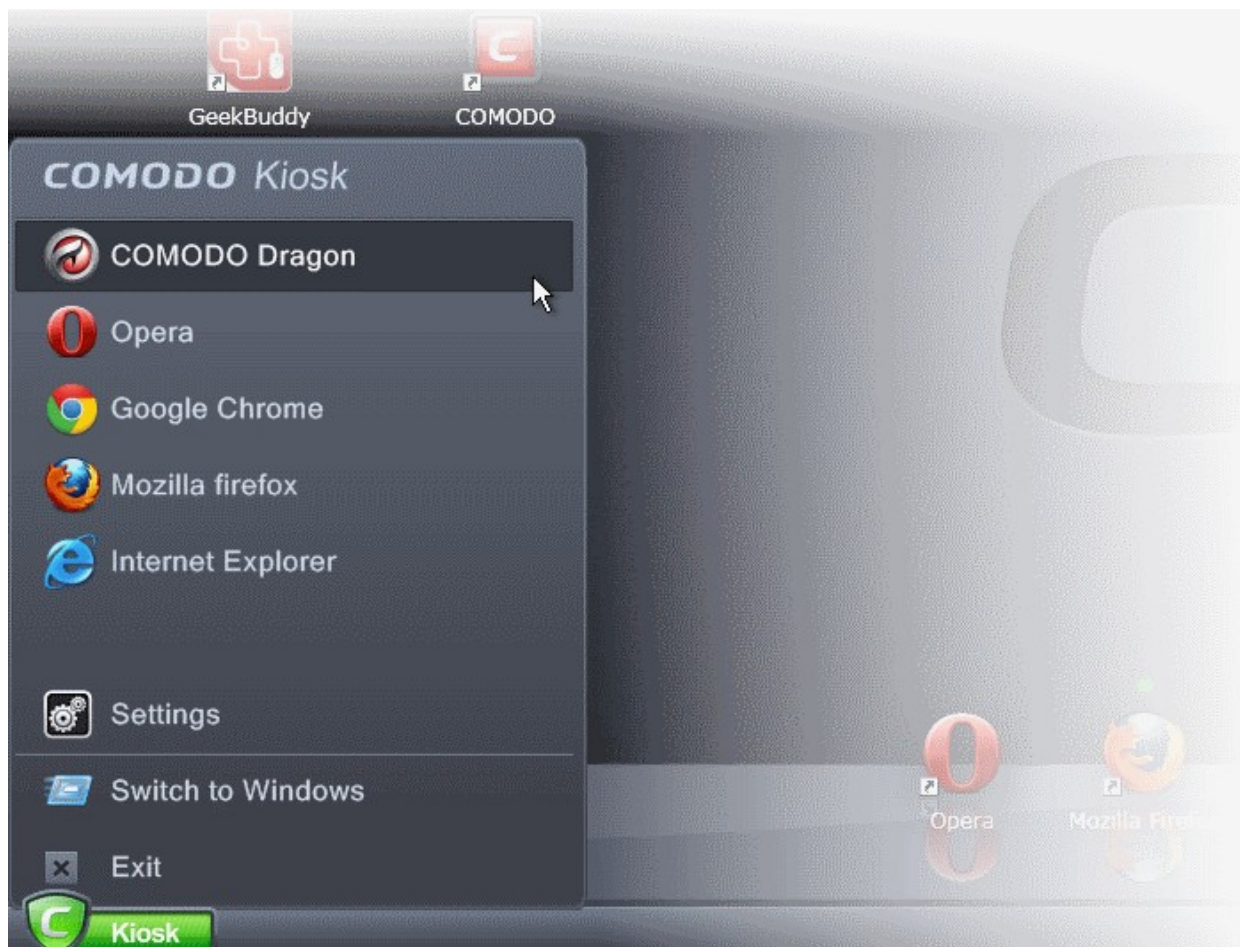 GeekBuddy
COMODO
COMODO Kiosk
COMODO Dragon
Opera
Google Chrome
Mozilla firefox
Internet Explorer
Settings
Switch to Windows
Exit
Kiosk
Opera
Mozilla